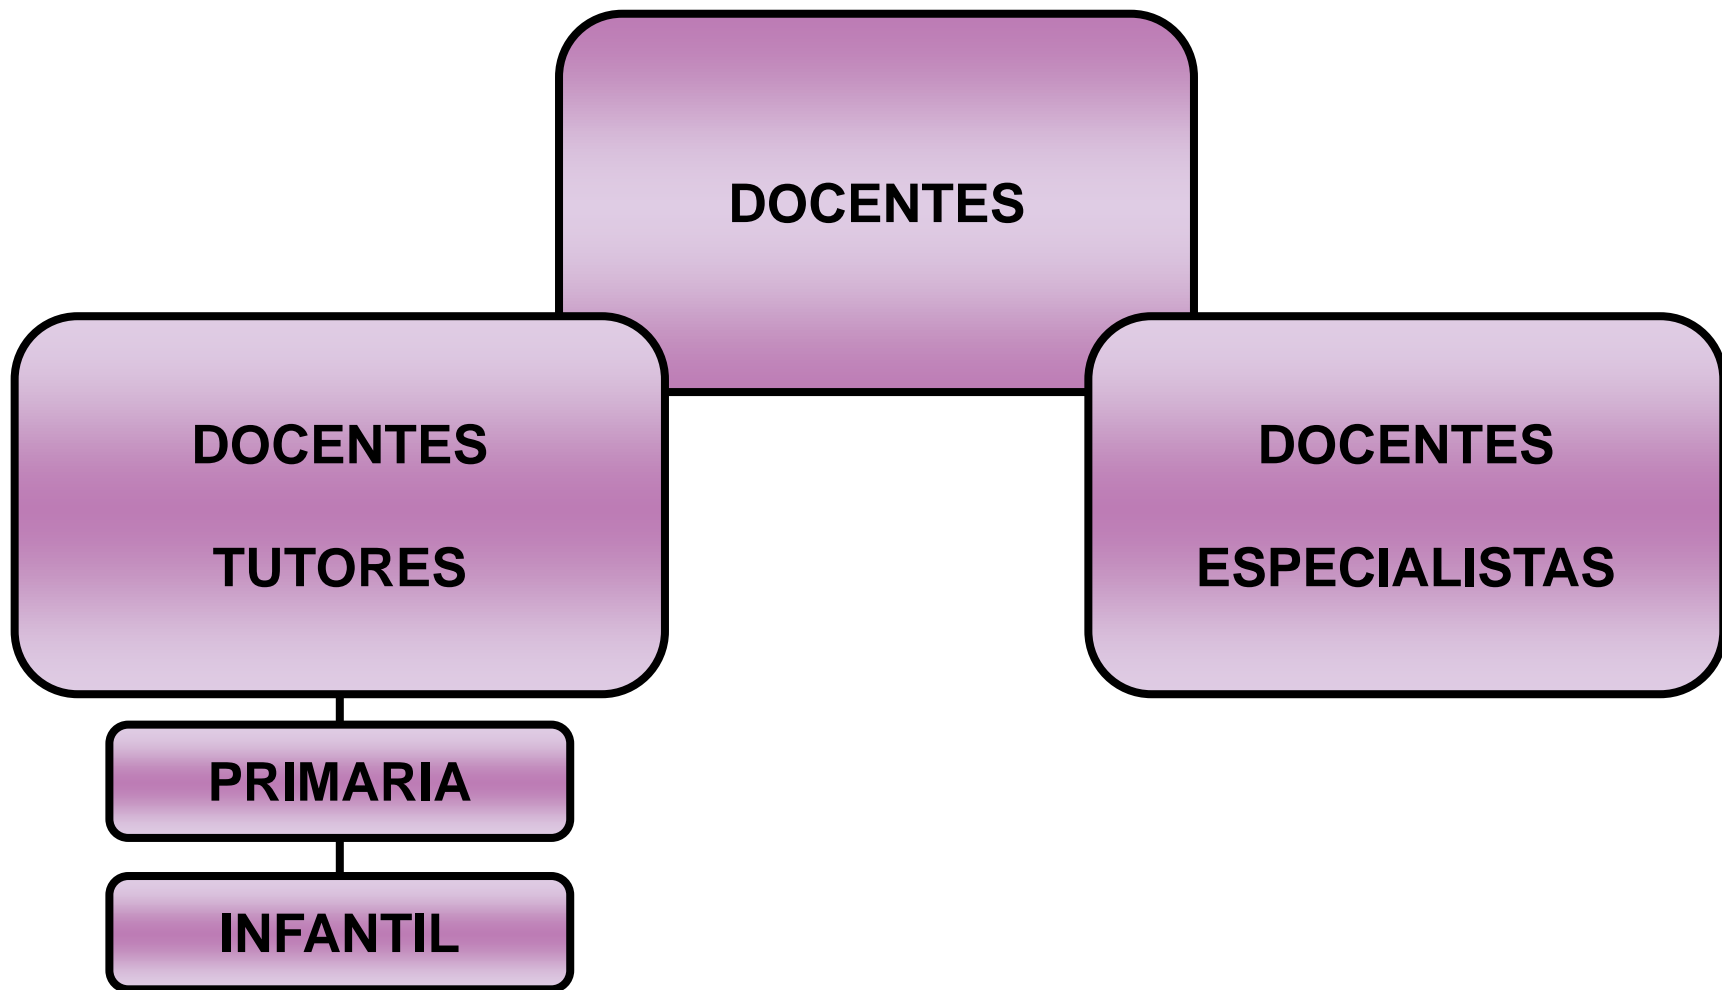 DOCENTES
DOCENTES
TUTORES
DOCENTES
ESPECIALISTAS
PRIMARIA
INFANTIL